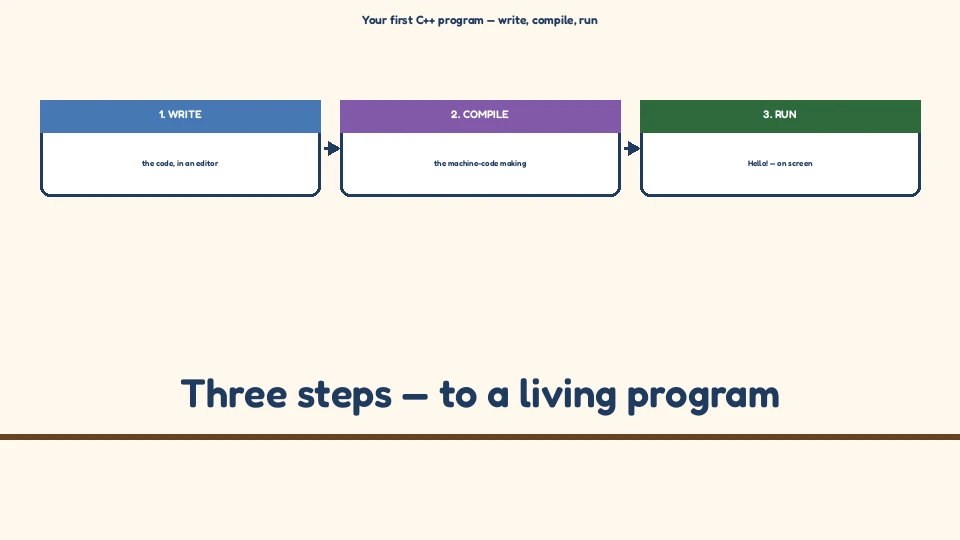 Your first C++ program — write, compile, run
1. WRITE
the code, in an editor
2. COMPILE
the machine-code making
3. RUN
Hello! — on screen
Three steps — to a living program